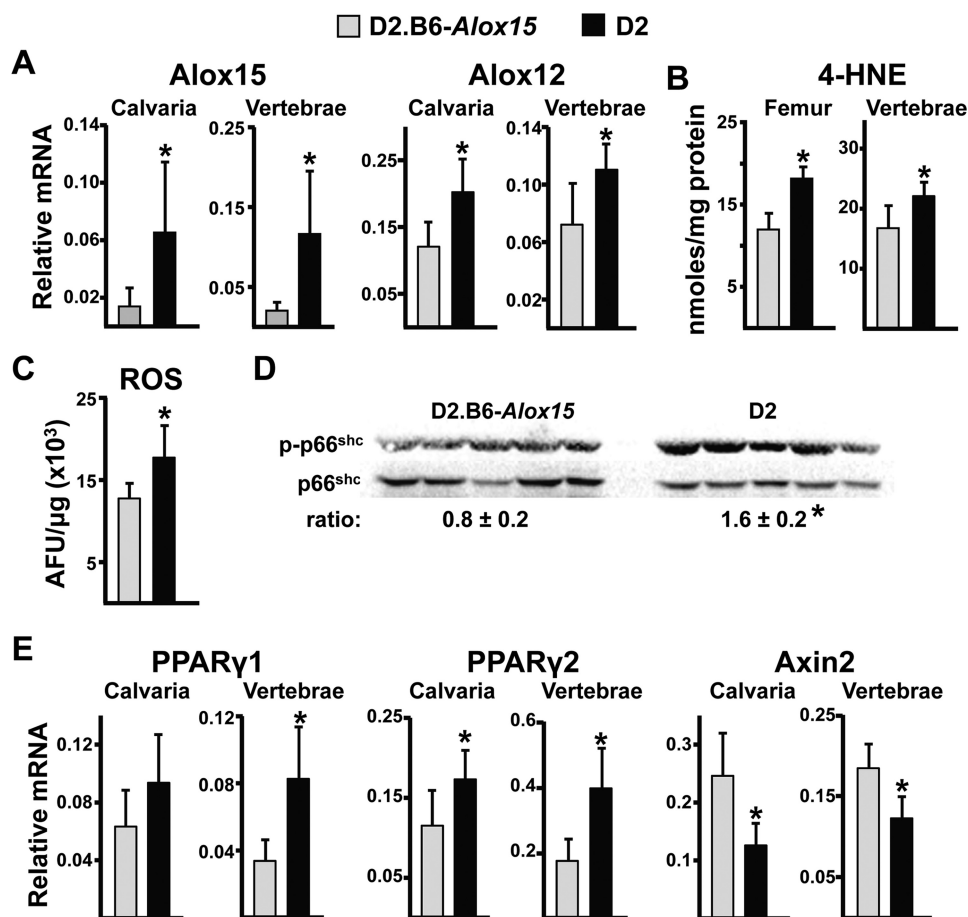 D2.B6-Alox15 D2
A
Alox15 Alox12
Calvaria Vertebrae Calvaria Vertebrae
Relative mRNA
0.14
0.10
0.06
0.02
*
0.25
0.15
0.05
*
0.25
0.15
0.05
*
0.14
0.10
0.06
0.02
*
B 4-HNE
Femur Vertebrae
nmoles/mg protein
25
15
5
*
30
20
10
*
C
ROS
AFU/µg (x10³)
25
15
5
*
D
D2.B6-Alox15 D2
p-p66shc
p66shc
ratio: 0.8 ± 0.2 1.6 ± 0.2 *
E
PPARγ1 PPARγ2 Axin2
Calvaria Vertebrae Calvaria Vertebrae Calvaria Vertebrae
Relative mRNA
0.12
0.08
0.04
0.12
0.08
0.04
*
0.25
0.15
0.05
*
0.6
0.4
0.2
*
0.3
0.2
0.1
*
0.25
0.15
0.05
*